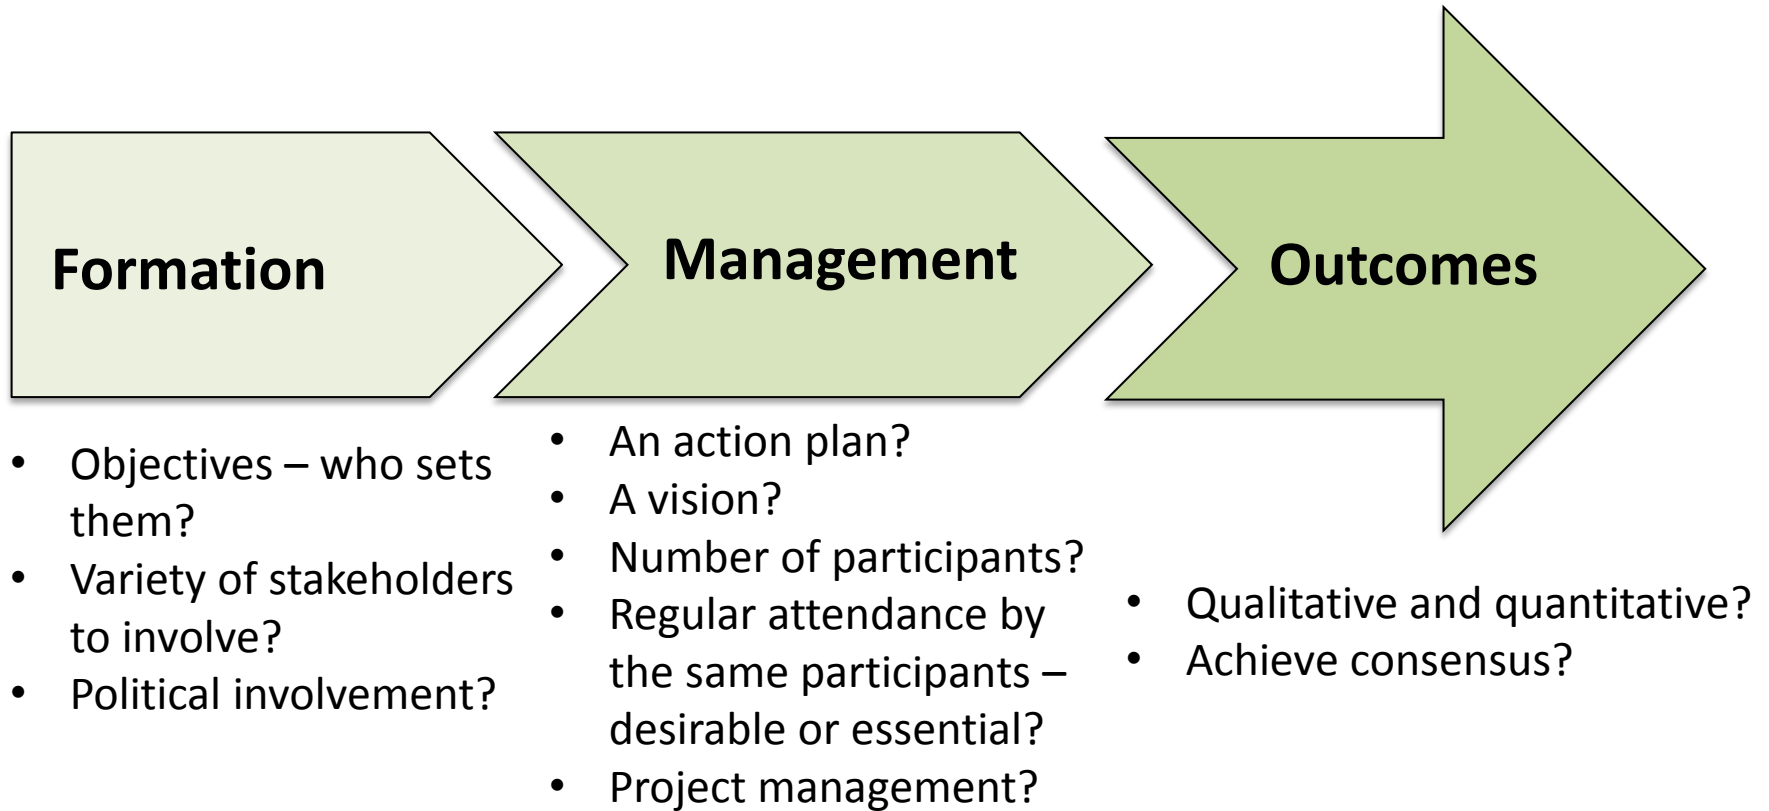 Formation
Management
Outcomes
• Objectives – who sets
them?
• Variety of stakeholders
to involve?
• Political involvement?
• An action plan?
• A vision?
• Number of participants?
• Regular attendance by
the same participants –
desirable or essential?
• Project management?
• Qualitative and quantitative?
• Achieve consensus?